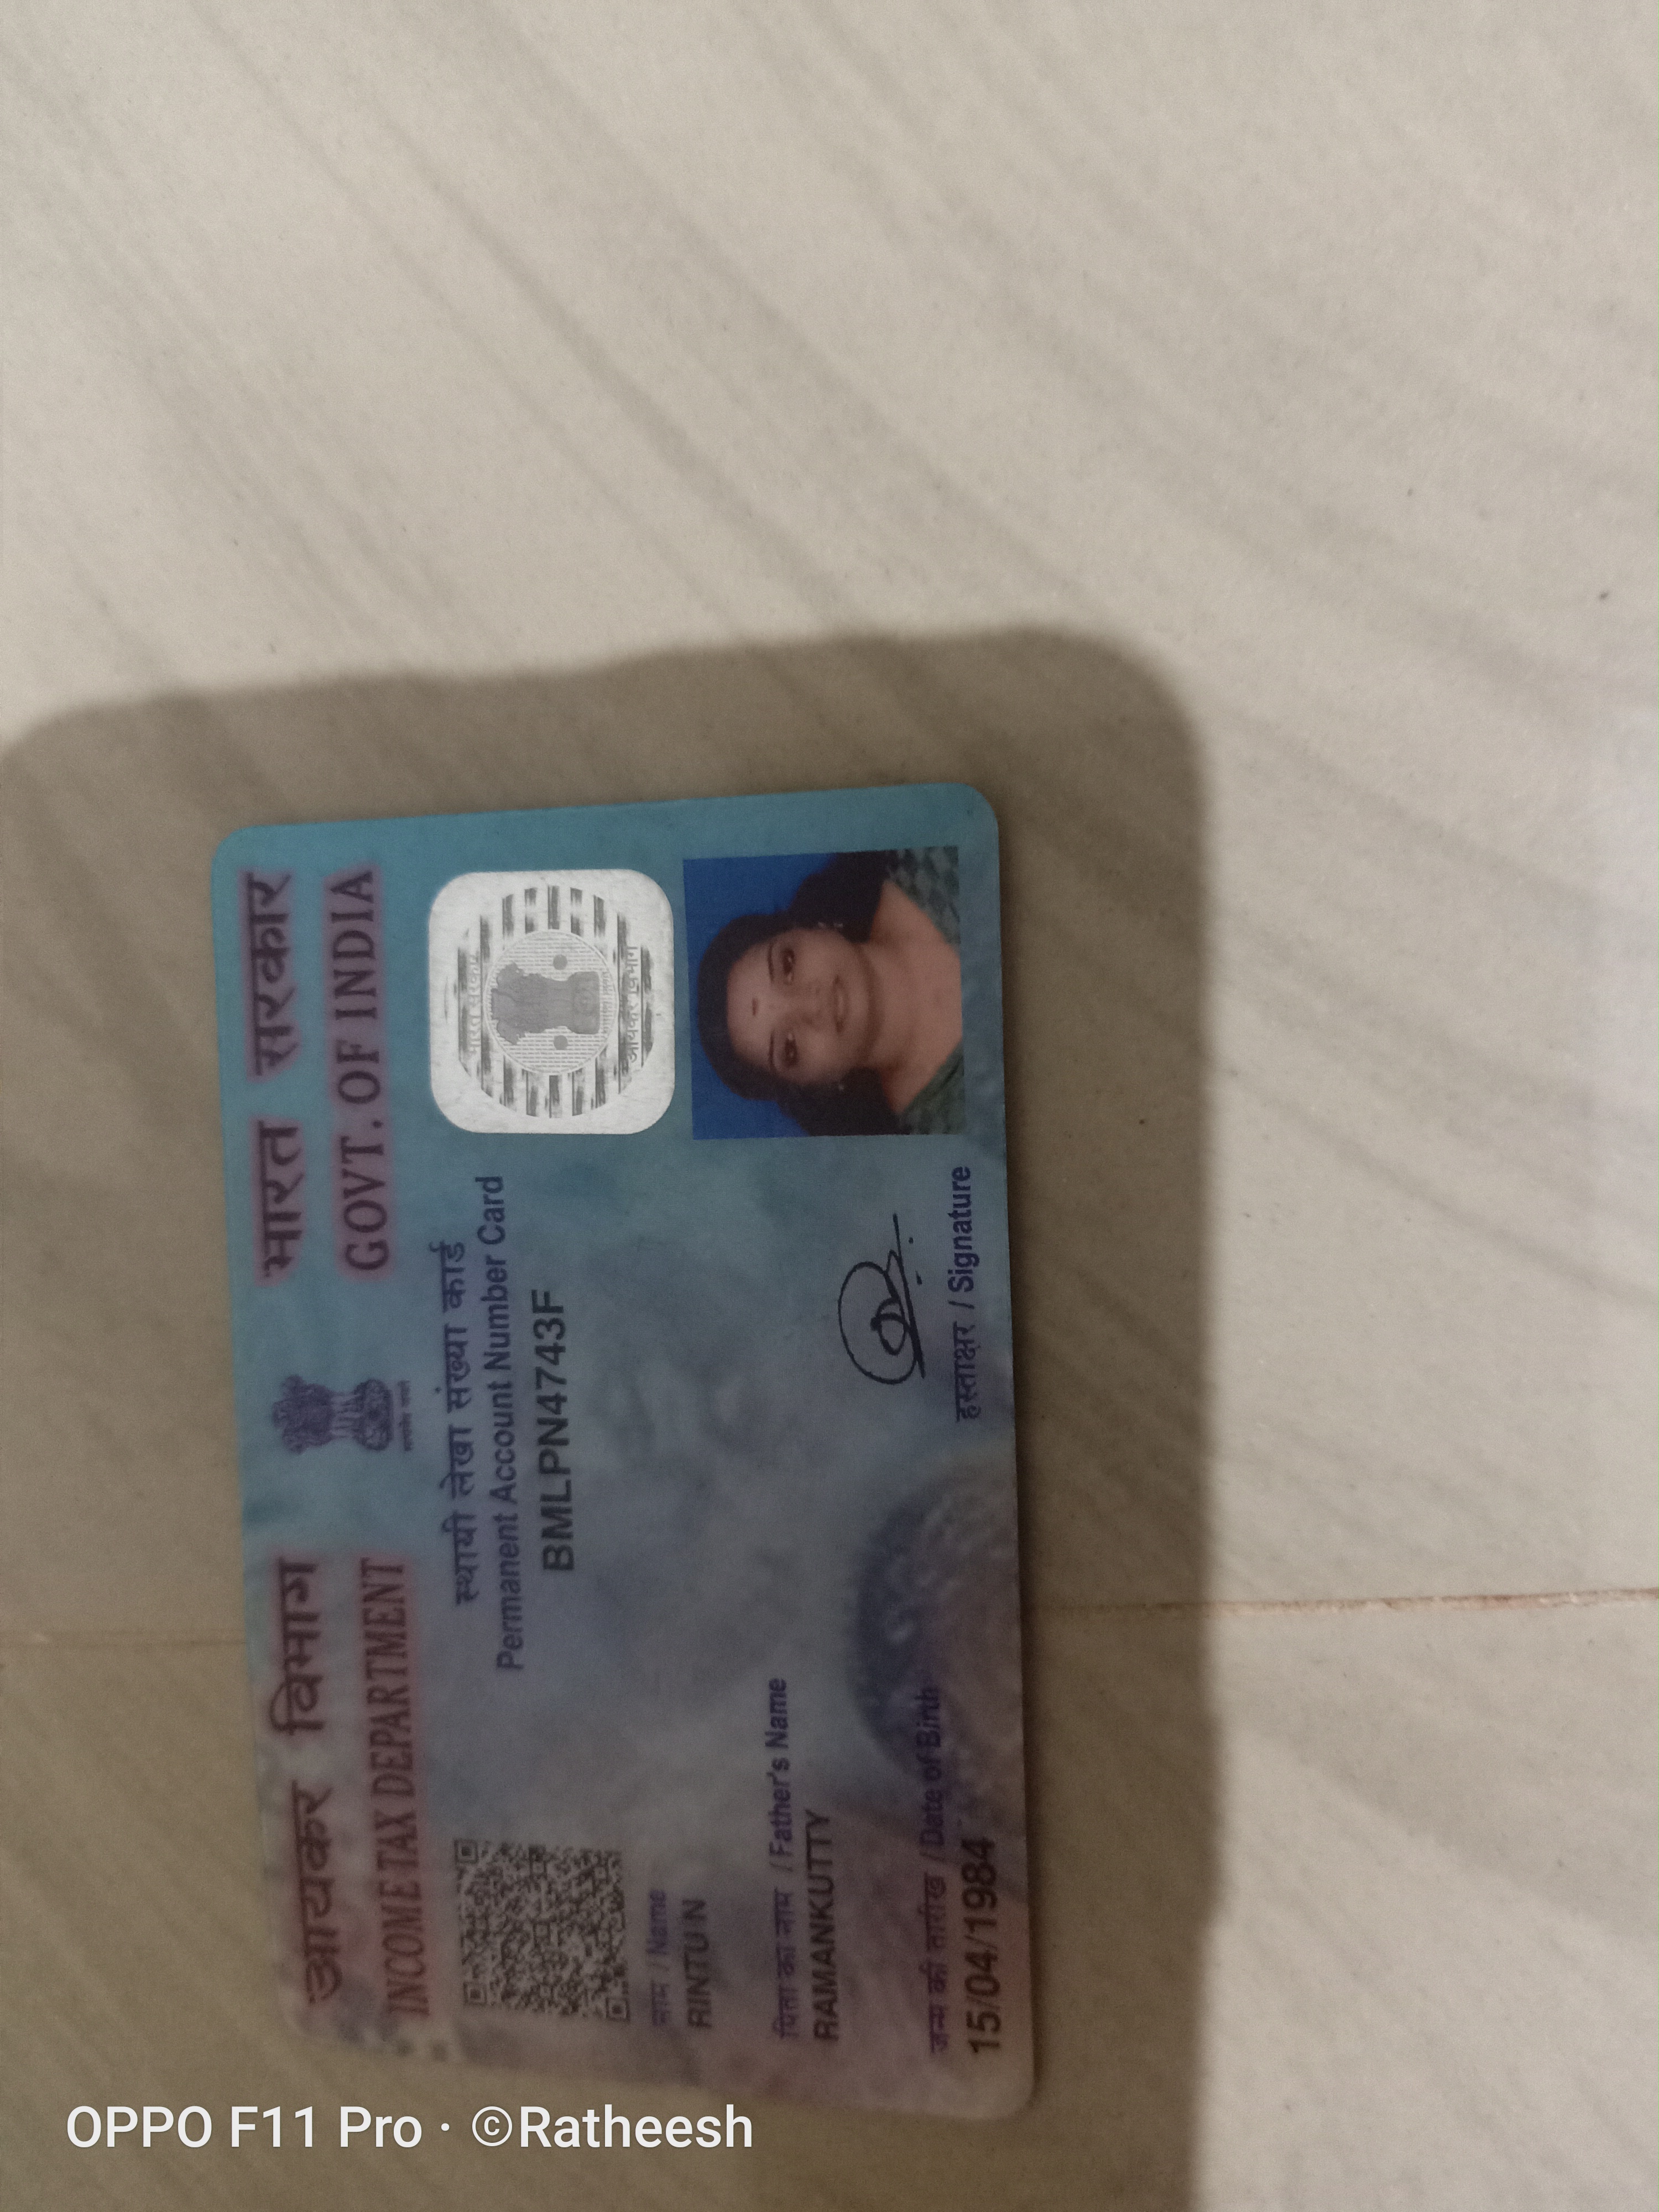 आयकर विभाग
INCOME TAX DEPARTMENT
भारत सरकार
GOVT. OF INDIA
स्थायी लेखा संख्या कार्ड
Permanent Account Number Card
BMLPN4743F
नाम / Name
RINTU N
पिता का नाम / Father's Name
RAMANKUTTY
जन्म की तारीख / Date of Birth
15/04/1984
हस्ताक्षर / Signature
OPPO F11 Pro · ©Ratheesh